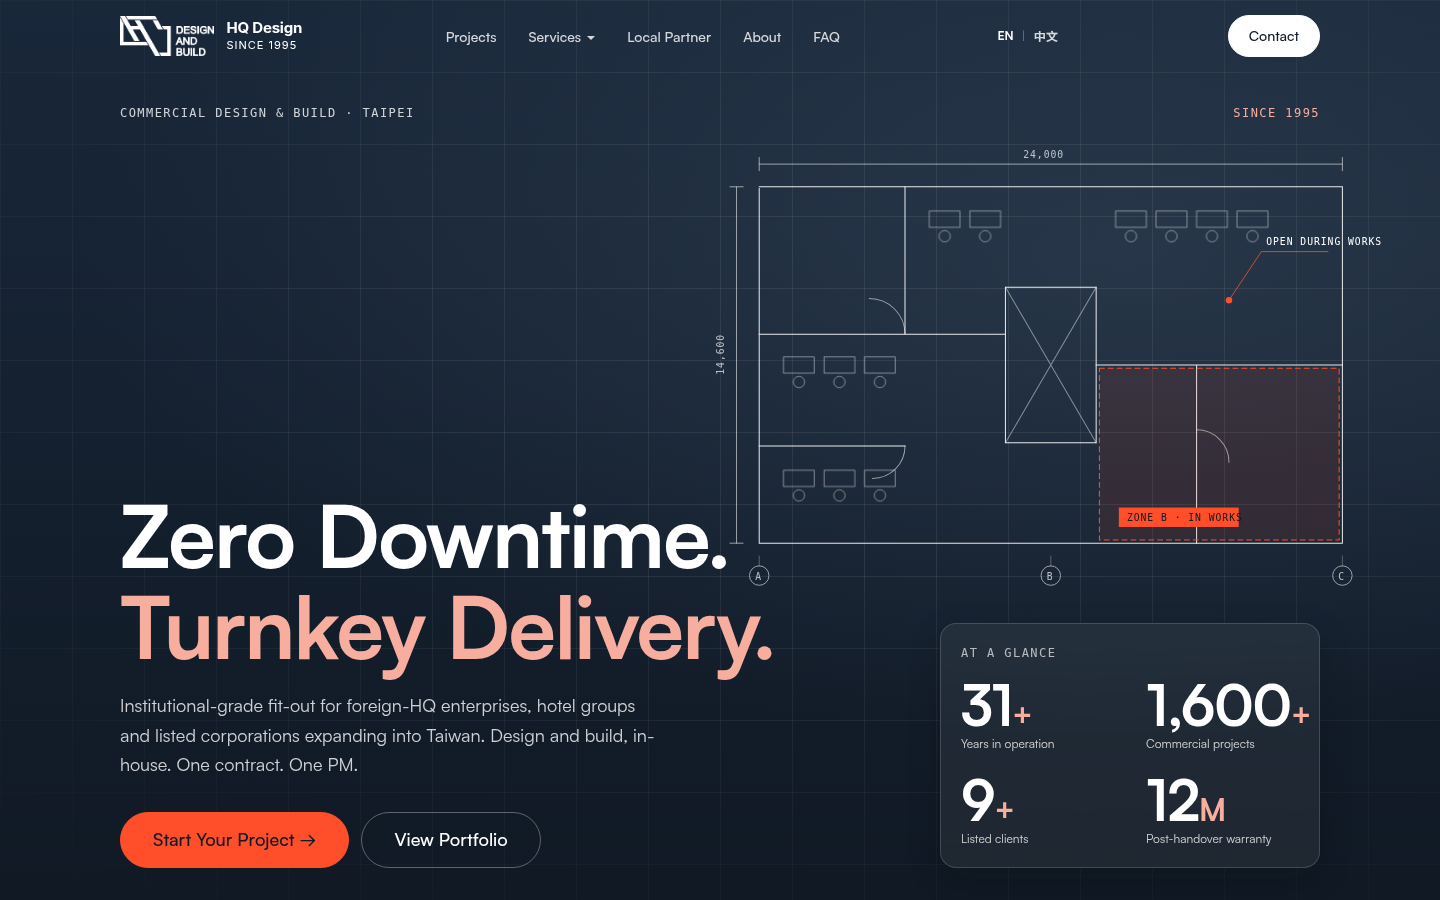 DESIGN
AND
BUILD
HQ Design
SINCE 1995
Projects
Services
Local Partner
About
FAQ
EN
中文
Contact
COMMERCIAL DESIGN & BUILD · TAIPEI
SINCE 1995
24,000
OPEN DURING WORKS
14,600
ZONE B · IN WORKS
A
B
C
Zero Downtime.
Turnkey Delivery.
Institutional-grade fit-out for foreign-HQ enterprises, hotel groups
and listed corporations expanding into Taiwan. Design and build, in-
house. One contract. One PM.
Start Your Project →
View Portfolio
AT A GLANCE
31+
Years in operation
1,600+
Commercial projects
9+
Listed clients
12M
Post-handover warranty